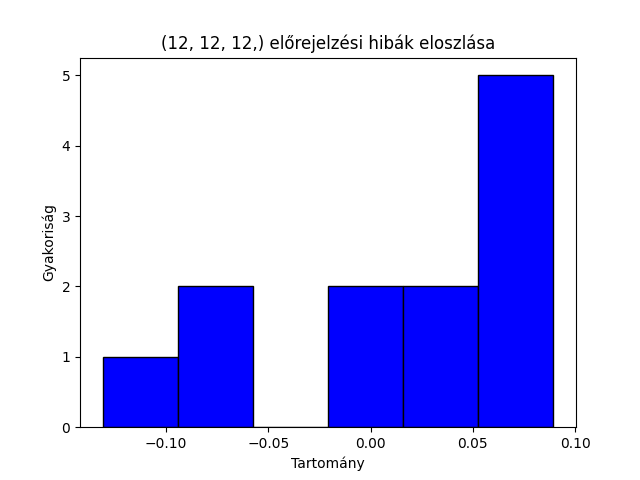 (12, 12, 12,) előrejelzési hibák eloszlása
Gyakoriság
5
4
3
2
1
0
−0.10 −0.05 0.00 0.05 0.10
Tartomány